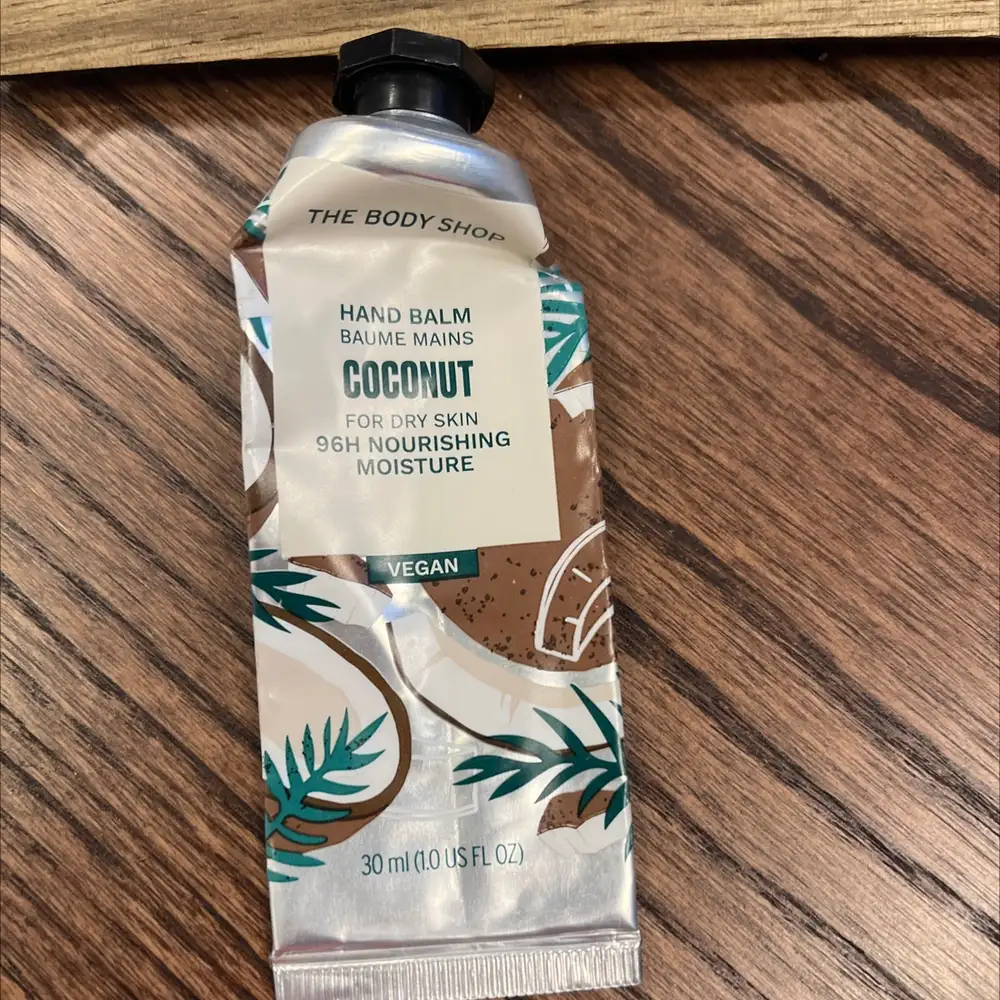 THE BODY SHOP
HAND BALM
BAUME MAINS
COCONUT
FOR DRY SKIN
96H NOURISHING
MOISTURE
VEGAN
30 ml (1.0 US FL OZ)